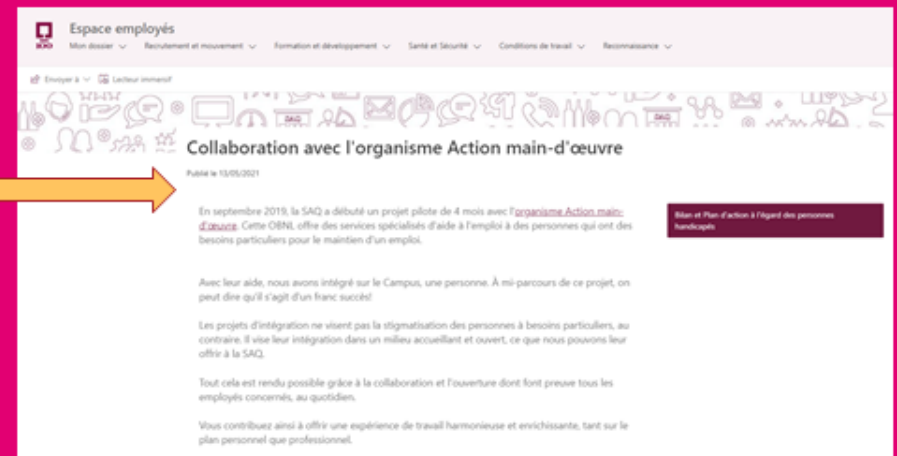 Espace employés
Mon dossier Recrutement et mouvement Formation et développement Santé et Sécurité Conditions de travail Reconnaissance
Envoyer à Lecteur immersif
SAQ SAQ
Collaboration avec l'organisme Action main-d'œuvre
Publié le 13/05/2021
En septembre 2019, la SAQ a débuté un projet pilote de 4 mois avec l'organisme Action main-
d'œuvre. Cette OBNL offre des services spécialisés d'aide à l'emploi à des personnes qui ont des
besoins particuliers pour le maintien d'un emploi.
Bilan et Plan d'action à l'égard des personnes
handicapés
Avec leur aide, nous avons intégré sur le Campus, une personne. À mi-parcours de ce projet, on
peut dire qu'il s'agit d'un franc succès!
Les projets d'intégration ne visent pas la stigmatisation des personnes à besoins particuliers, au
contraire. Il vise leur intégration dans un milieu accueillant et ouvert, ce que nous pouvons leur
offrir à la SAQ.
Tout cela est rendu possible grâce à la collaboration et l'ouverture dont font preuve tous les
employés concernés, au quotidien.
Vous contribuez ainsi à offrir une expérience de travail harmonieuse et enrichissante, tant sur le
plan personnel que professionnel.